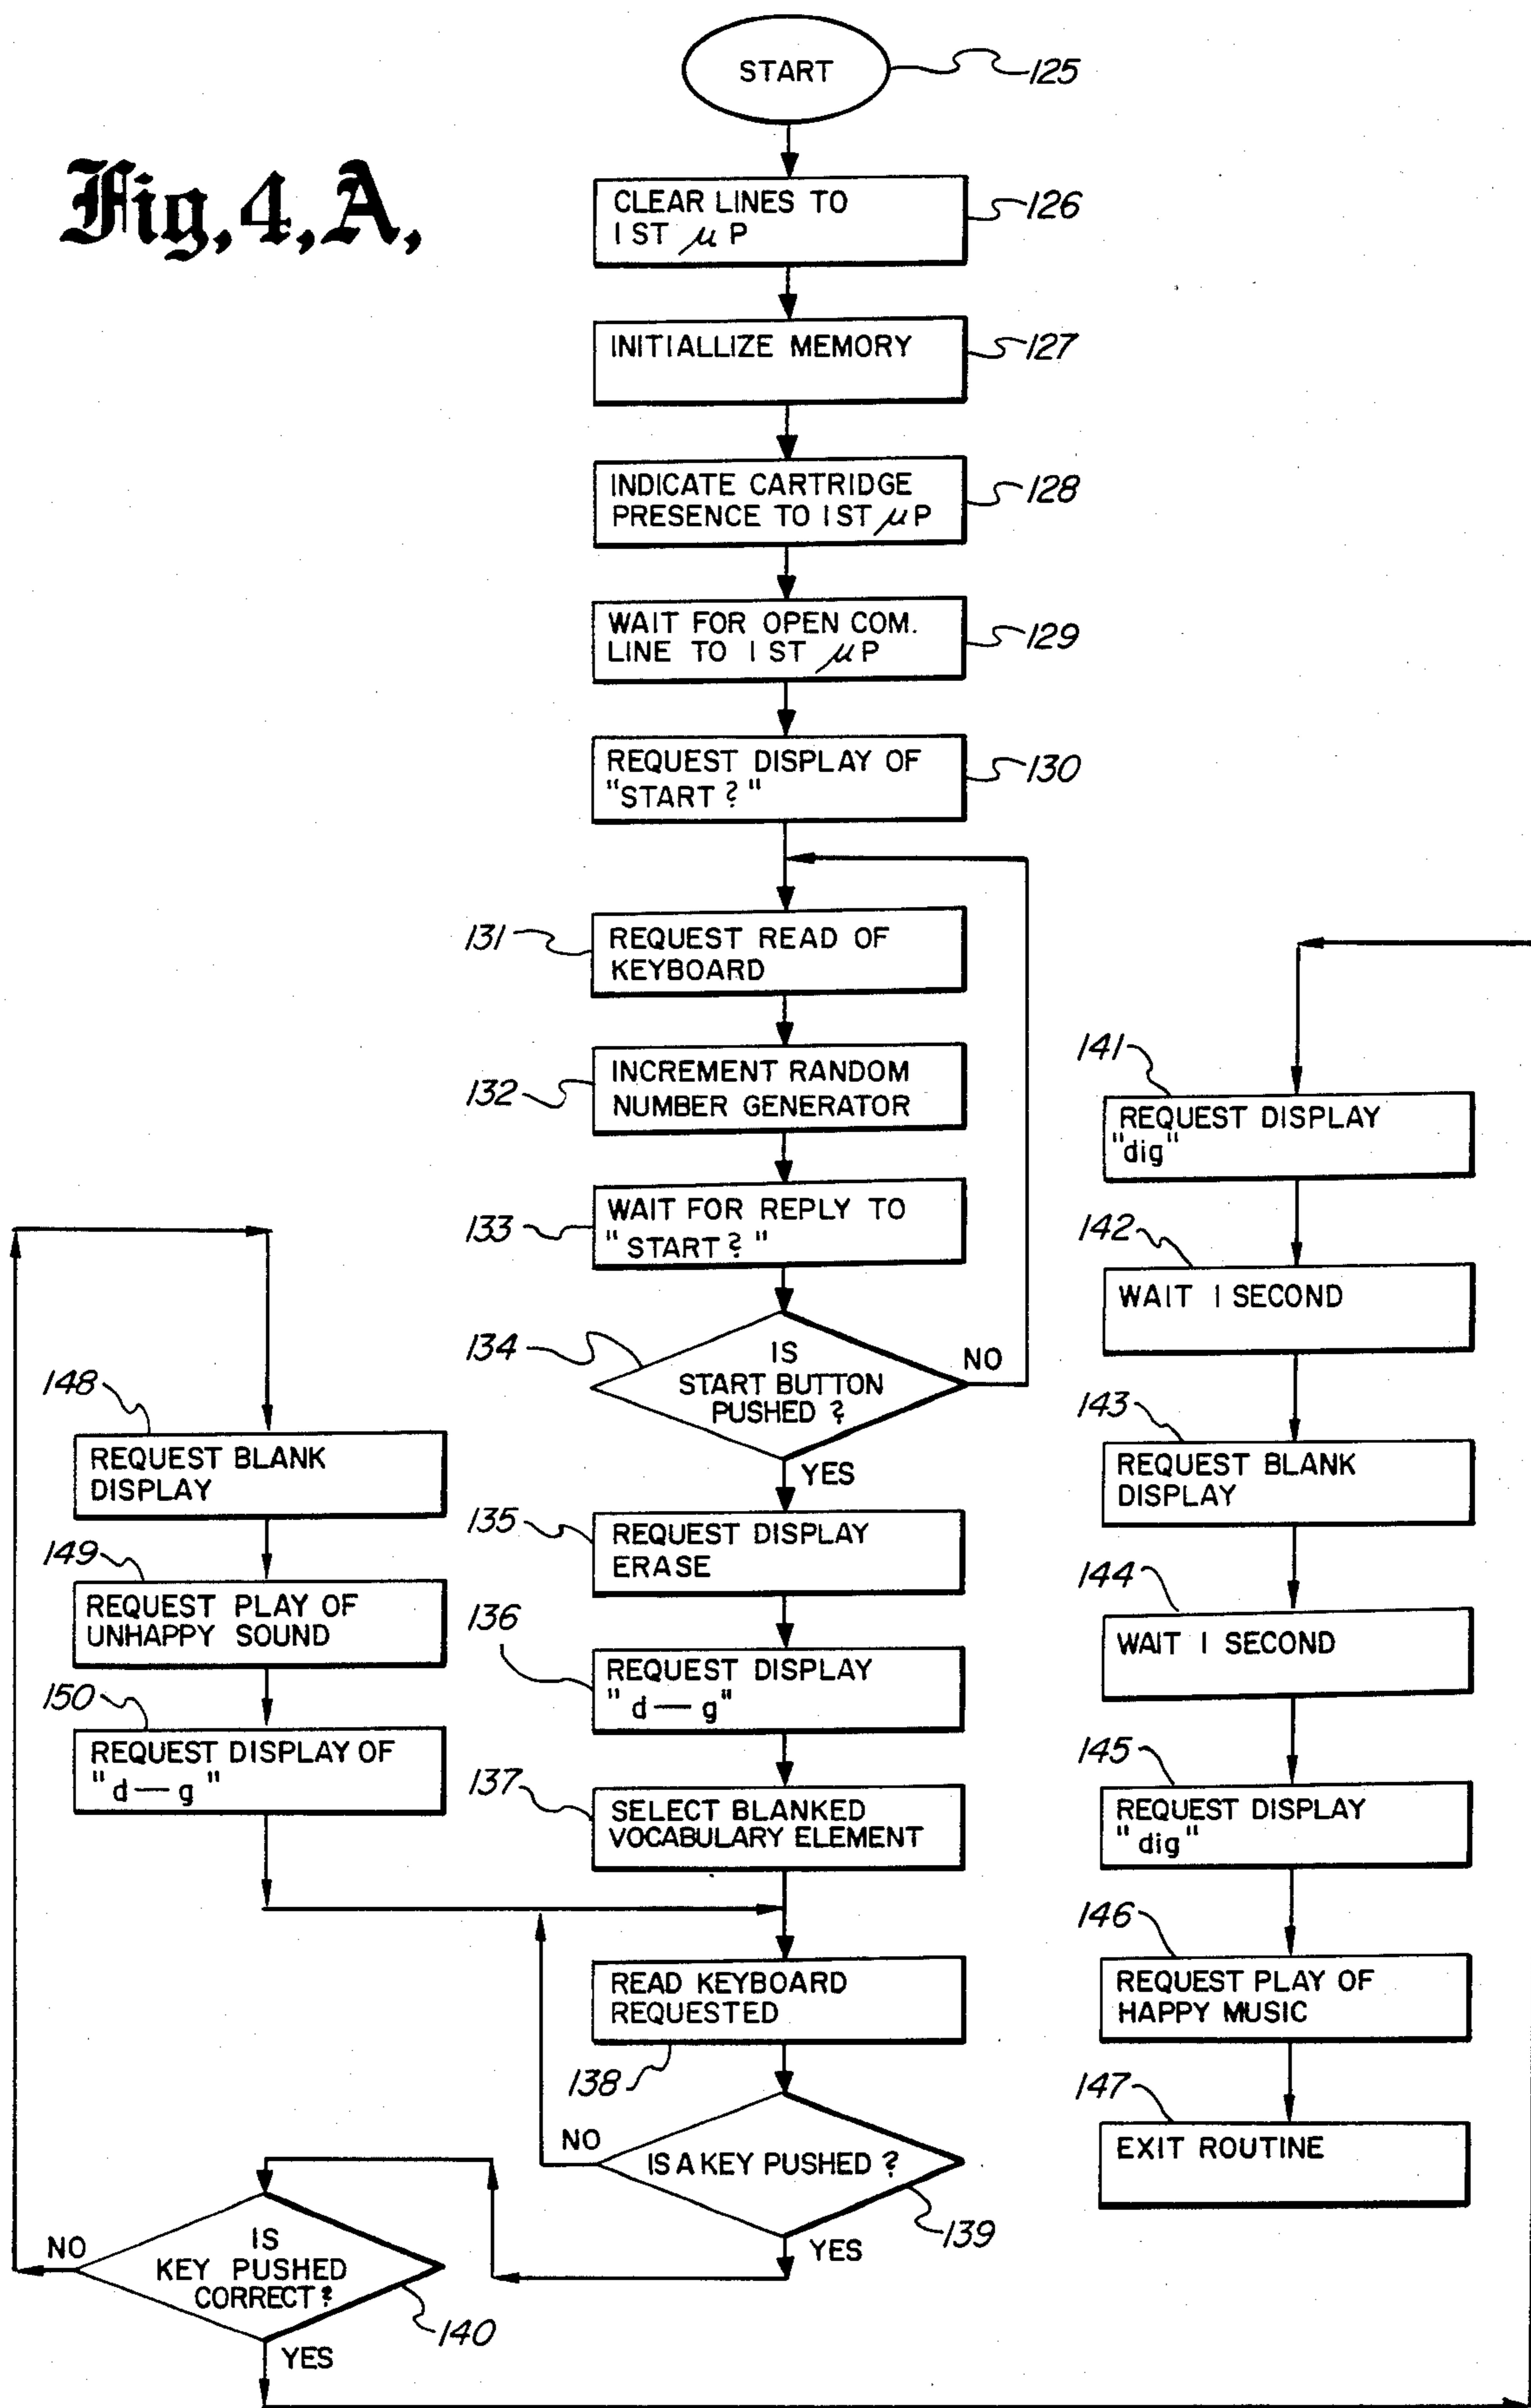 Fig,4,A,
START
125
CLEAR LINES TO
1ST μP
126
INITIALLIZE MEMORY
127
INDICATE CARTRIDGE
PRESENCE TO 1ST μP
128
WAIT FOR OPEN COM.
LINE TO 1ST μP
129
REQUEST DISPLAY OF
"START?"
130
131
REQUEST READ OF
KEYBOARD
132
INCREMENT RANDOM
NUMBER GENERATOR
133
WAIT FOR REPLY TO
"START?"
134
IS
START BUTTON
PUSHED?
NO
YES
135
REQUEST DISPLAY
ERASE
136
REQUEST DISPLAY
"d — g"
137
SELECT BLANKED
VOCABULARY ELEMENT
READ KEYBOARD
REQUESTED
138
IS A KEY PUSHED?
NO
139
YES
IS
KEY PUSHED
CORRECT?
NO
140
YES
148
REQUEST BLANK
DISPLAY
149
REQUEST PLAY OF
UNHAPPY SOUND
150
REQUEST DISPLAY OF
"d — g"
141
REQUEST DISPLAY
"dig"
142
WAIT 1 SECOND
143
REQUEST BLANK
DISPLAY
144
WAIT 1 SECOND
145
REQUEST DISPLAY
"dig"
146
REQUEST PLAY OF
HAPPY MUSIC
147
EXIT ROUTINE